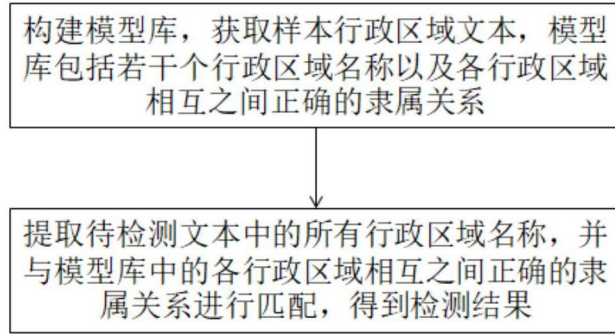 构建模型库，获取样本行政区域文本，模型
库包括若干个行政区域名称以及各行政区域
相互之间正确的隶属关系
提取待检测文本中的所有行政区域名称，并
与模型库中的各行政区域相互之间正确的隶
属关系进行匹配，得到检测结果